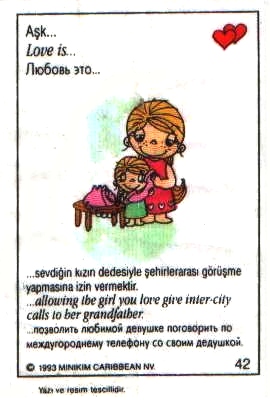 Aşk...
Love is...
Любовь это...
...sevdiğin kızın dedesiyle şehirlerarası görüşme
yapmasına izin vermektir.
...allowing the girl you love give inter-city
calls to her grandfather.
...позволить любимой девушке поговорить по
междугороднему телефону со своим дедушкой.
© 1993 MINIKIM CARIBBEAN NV. 42
Yazı ve resim tescillidir.